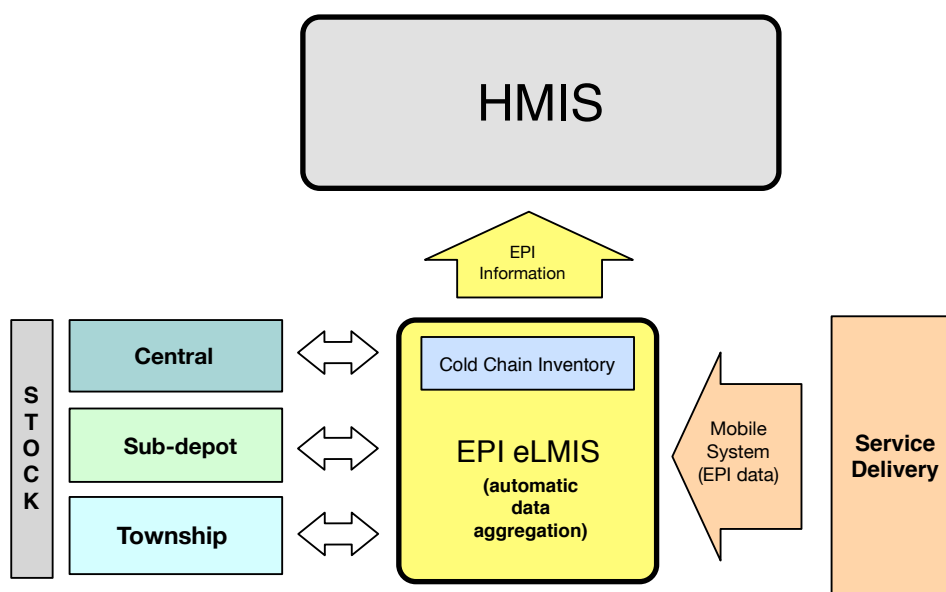 HMIS
EPI
Information
S
T
O
C
K
Central
Sub-depot
Township
Cold Chain Inventory
EPI eLMIS
(automatic
data
aggregation)
Mobile
System
(EPI data)
Service
Delivery